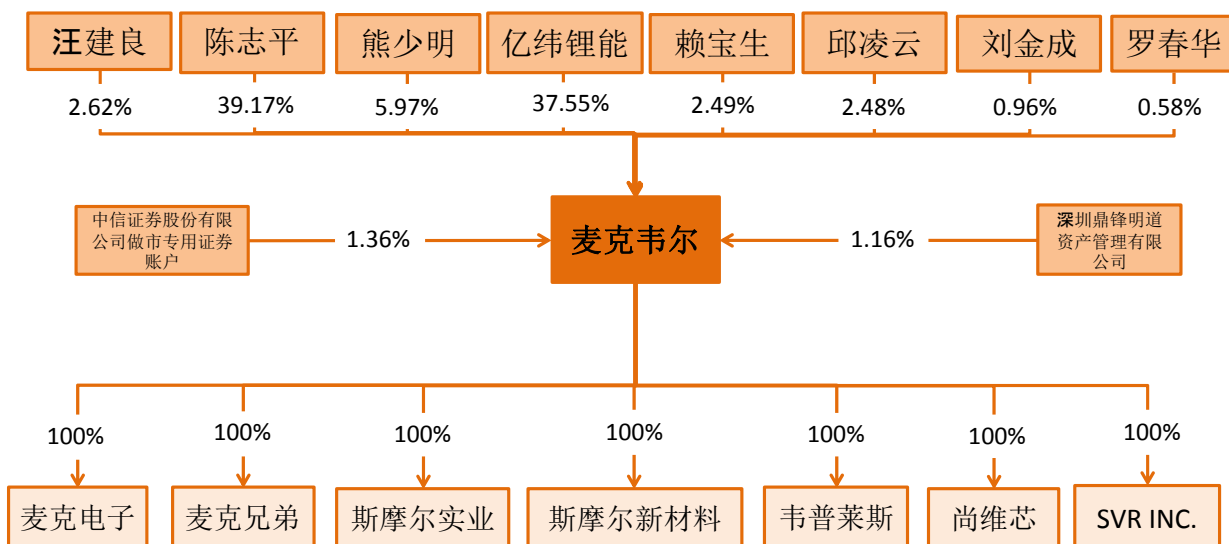 汪建良 陈志平 熊少明 亿纬锂能 赖宝生 邱凌云 刘金成 罗春华
2.62% 39.17% 5.97% 37.55% 2.49% 2.48% 0.96% 0.58%
中信证券股份有限
公司做市专用证券
账户
1.36%
麦克韦尔
1.16%
深圳鼎锋明道
资产管理有限
公司
100% 100% 100% 100% 100% 100% 100%
麦克电子 麦克兄弟 斯摩尔实业 斯摩尔新材料 韦普莱斯 尚维芯 SVR INC.